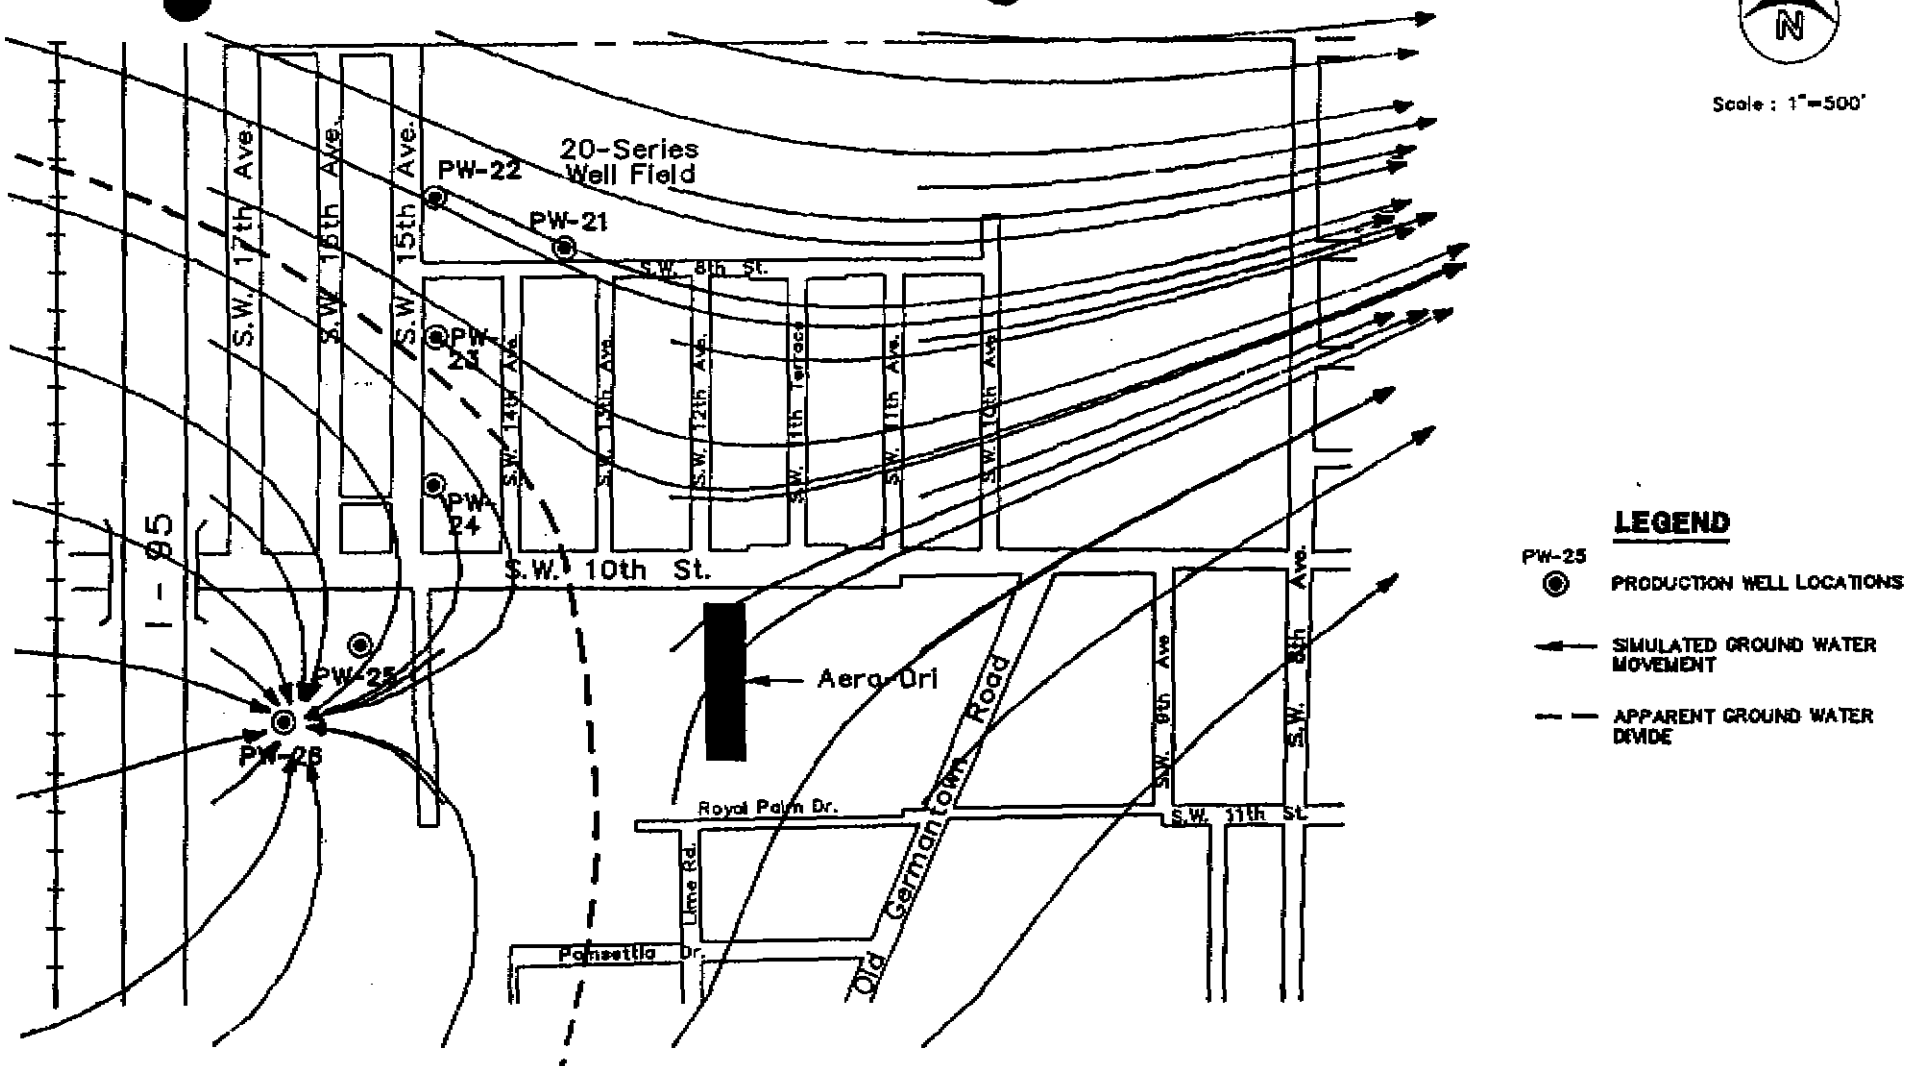 N
Scale : 1"=500'
20-Series
Well Field
PW-22
PW-21
S.W. 17th Ave.
S.W. 16th Ave.
S.W. 15th Ave.
S.W. 8th St.
PW-
23
S.W. 14th Ave.
S.W. 13th Ave.
S.W. 12th Ave.
S.W. 11th Terrace
S.W. 11th Ave.
S.W. 10th Ave.
PW-
24
I-95
S.W. 10th St.
PW-25
PW-26
Aero-Dri
Royal Palm Dr.
Lime Rd.
Poinsettia Dr.
Old Germantown Road
S.W. 9th Ave
S.W. 8th Ave.
S.W. 11th St.
LEGEND
PW-25
PRODUCTION WELL LOCATIONS
SIMULATED GROUND WATER
MOVEMENT
APPARENT GROUND WATER
DIVIDE